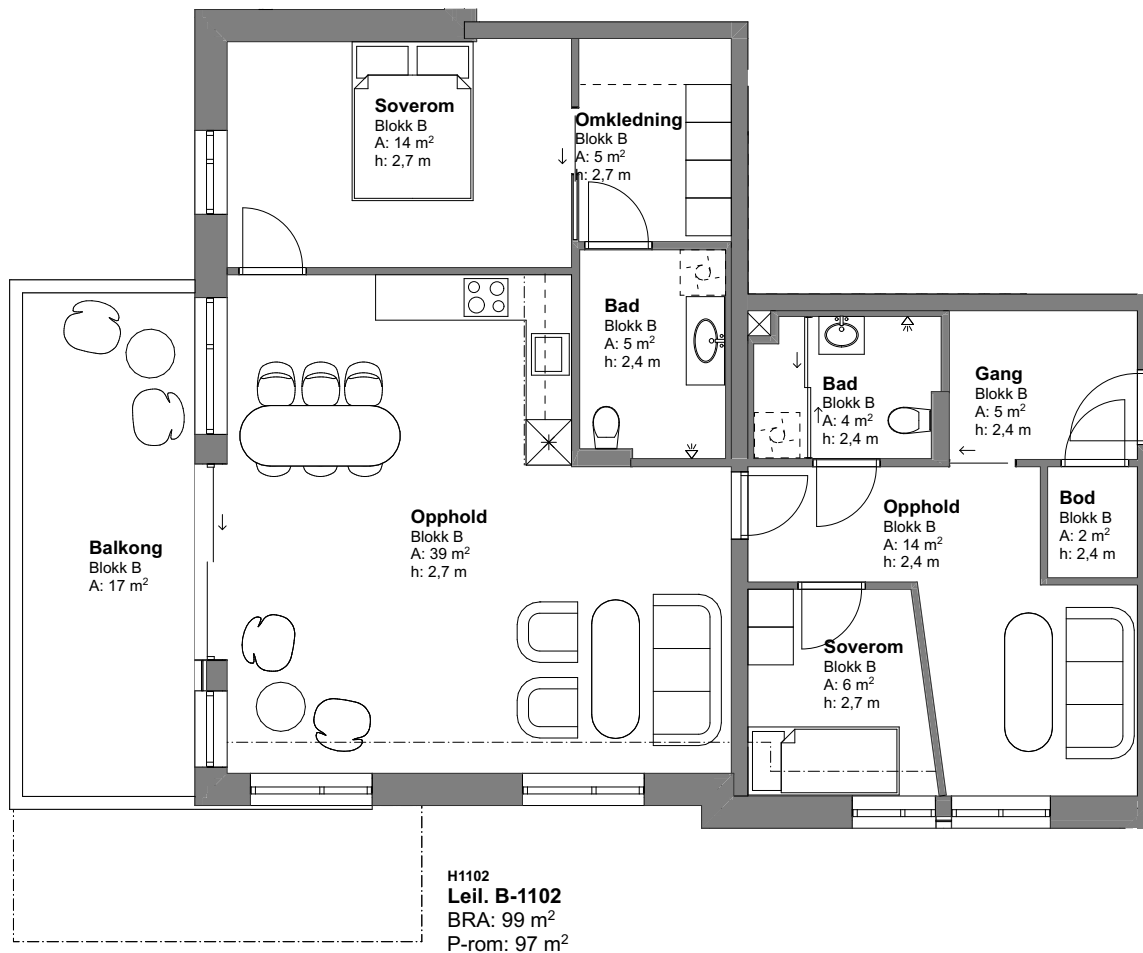 Soverom
Blokk B
A: 14 m²
h: 2,7 m
Omkledning
Blokk B
A: 5 m²
h: 2,7 m
Bad
Blokk B
A: 5 m²
h: 2,4 m
Bad
Blokk B
A: 4 m²
h: 2,4 m
Gang
Blokk B
A: 5 m²
h: 2,4 m
Balkong
Blokk B
A: 17 m²
Opphold
Blokk B
A: 39 m²
h: 2,7 m
Opphold
Blokk B
A: 14 m²
h: 2,4 m
Bod
Blokk B
A: 2 m²
h: 2,4 m
Soverom
Blokk B
A: 6 m²
h: 2,7 m
H1102
Leil. B-1102
BRA: 99 m²
P-rom: 97 m²